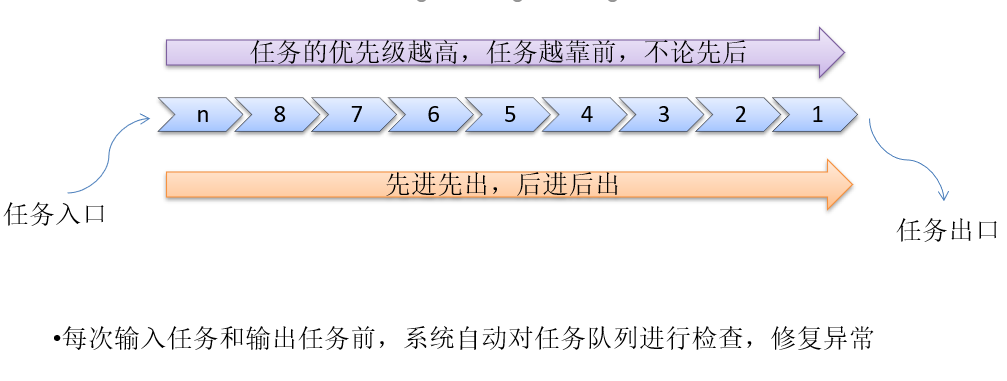 任务的优先级越高，任务越靠前，不论先后
n 8 7 6 5 4 3 2 1
先进先出，后进后出
任务入口
任务出口
•每次输入任务和输出任务前，系统自动对任务队列进行检查，修复异常